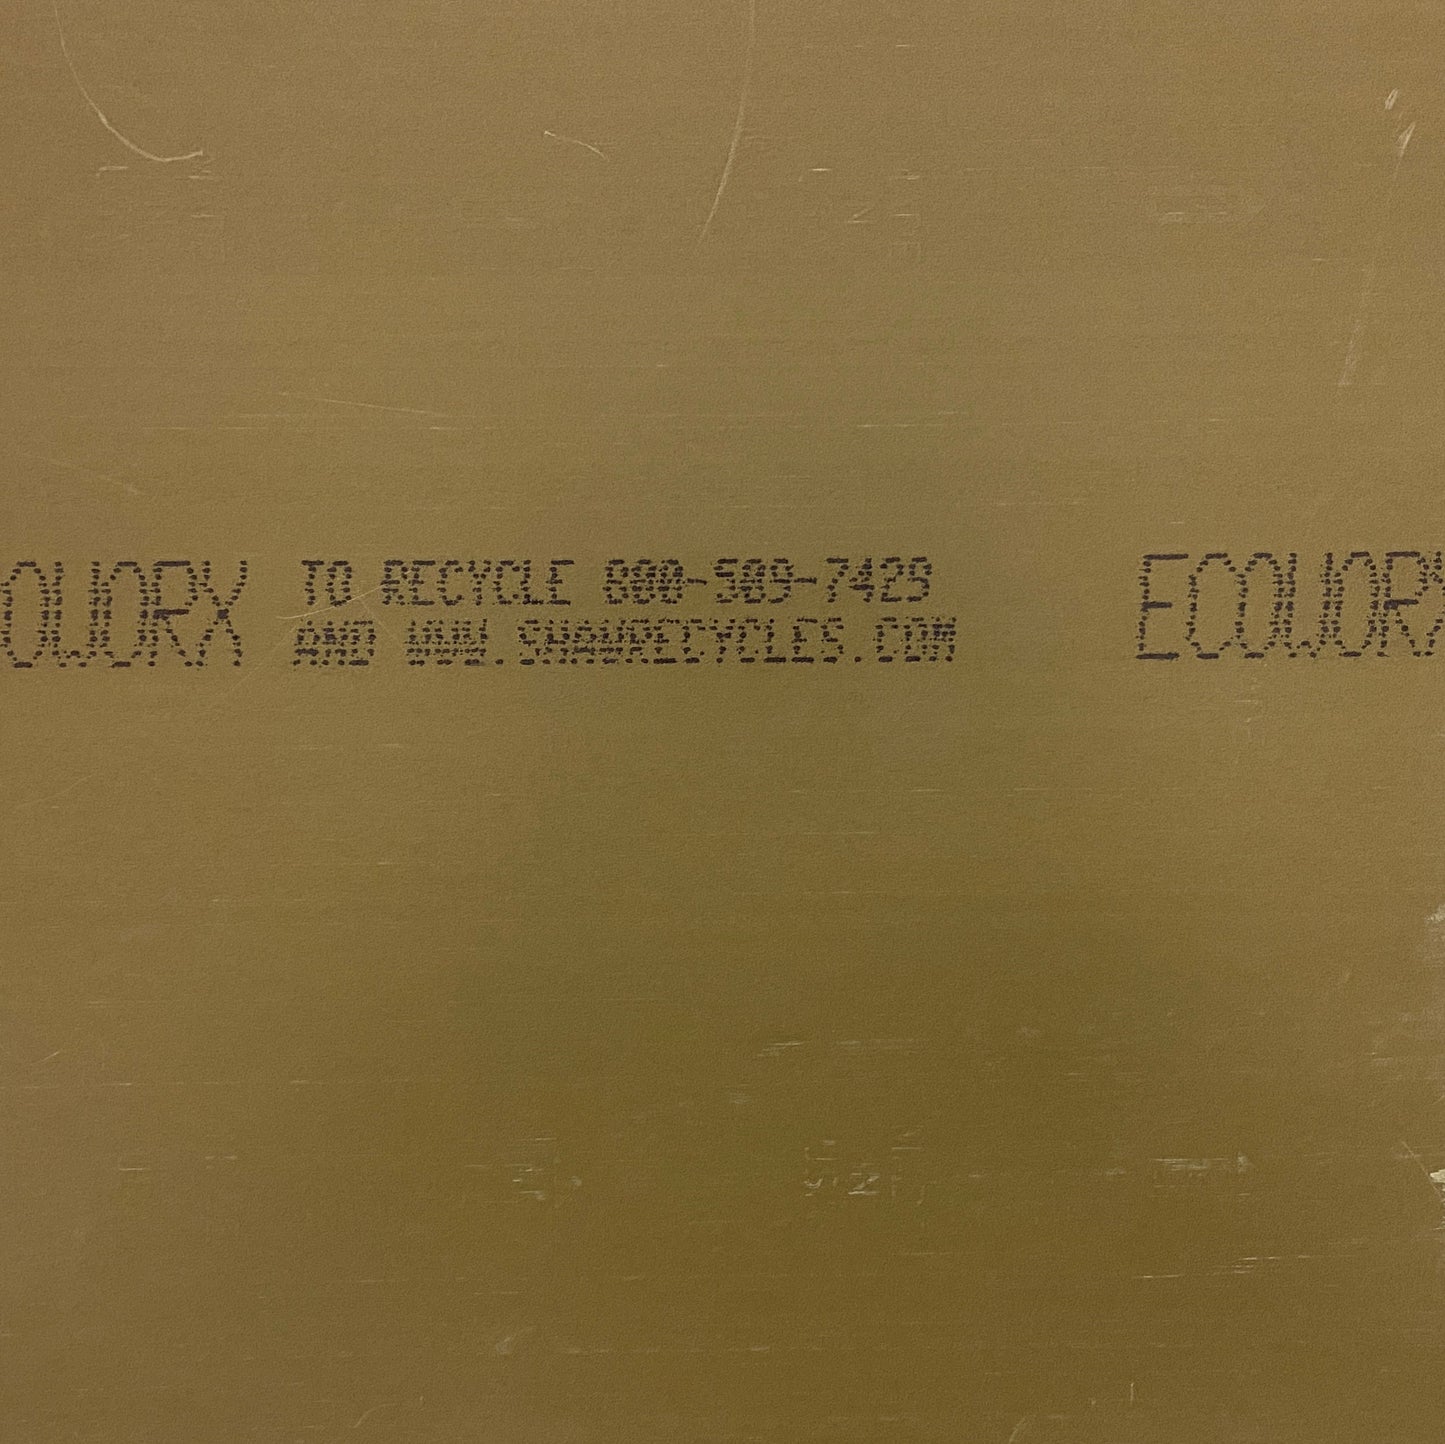 OWORX TO RECYCLE 800-509-7429
AND WWW.SHAWRECYCLES.COM
ECOWORX